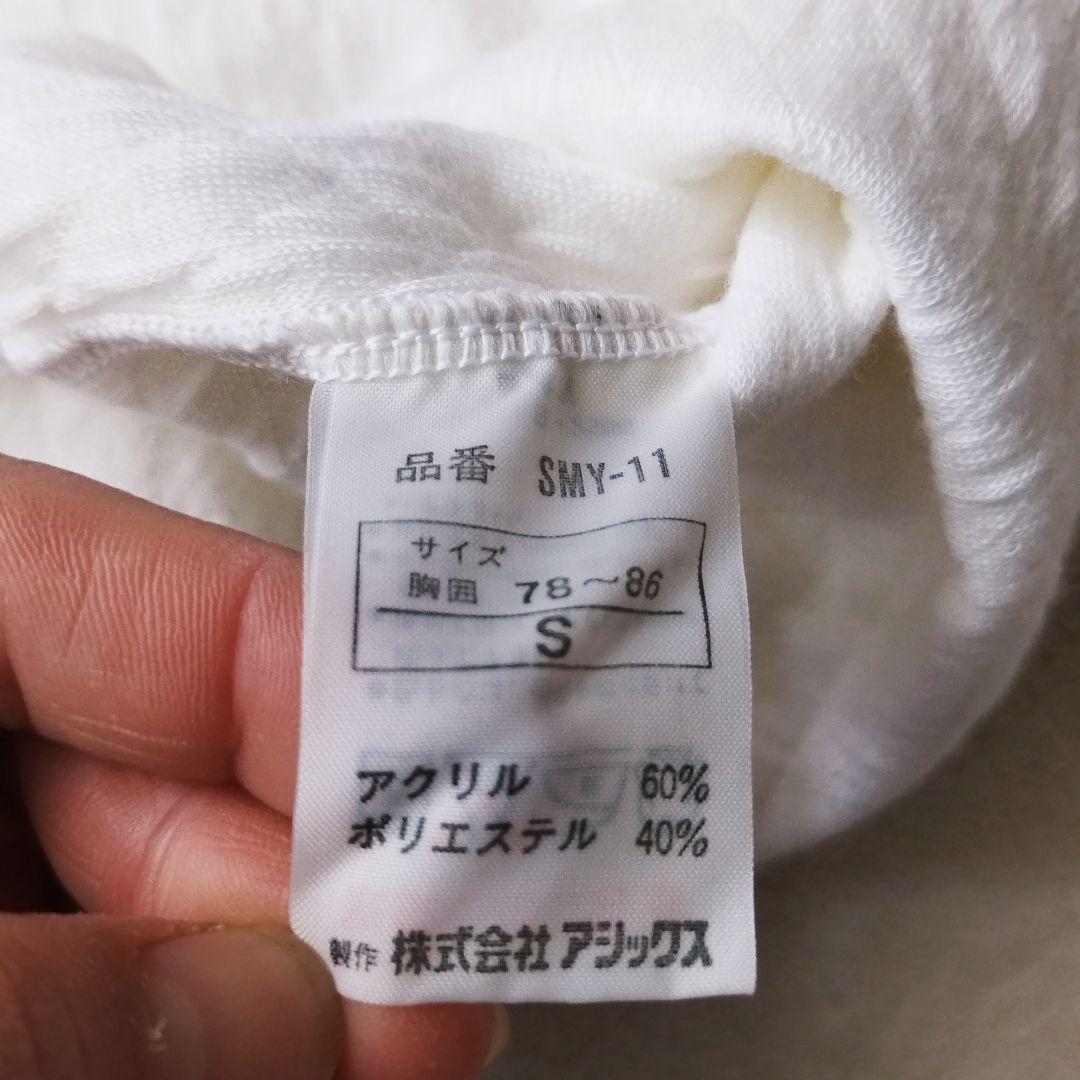 品番 SMY-11
サイズ
胸囲 78〜86
S
アクリル 60%
ポリエステル 40%
製作 株式会社アシックス